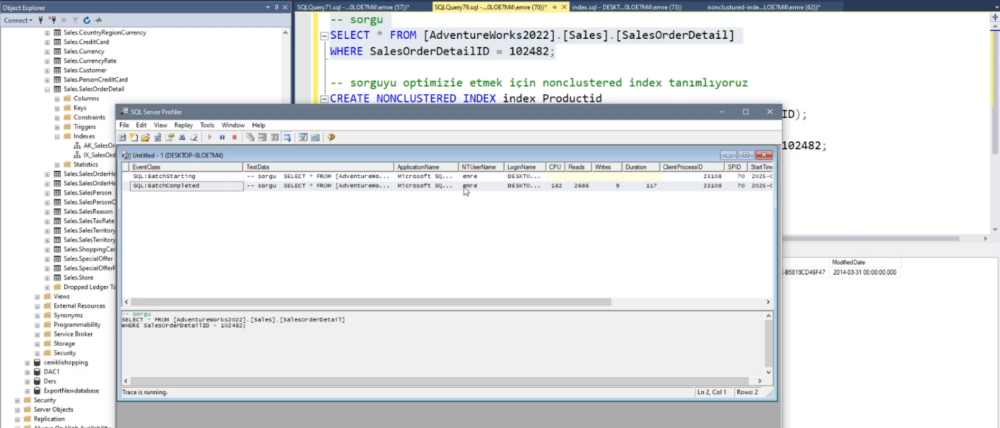 Object Explorer
SQLQuery71.sql -...0LOE7M4\emre (57))*
SQLQuery79.sql -...0LOE7M4\emre (70))*
index.sql - DESKT...0LOE7M4\emre (73))
nonclustured-inde...LOE7M4\emre (62))*
Connect
Sales.CountryRegionCurrency
Sales.CreditCard
Sales.Currency
Sales.CurrencyRate
Sales.Customer
Sales.PersonCreditCard
Sales.SalesOrderDetail
Columns
Keys
Constraints
Triggers
Indexes
AK_SalesOr
IX_SalesOrd
Statistics
Sales.SalesOrderHe
Sales.SalesOrderHe
Sales.SalesPerson
Sales.SalesPersonQ
Sales.SalesReason
Sales.SalesTaxRate
Sales.SalesTerritory
Sales.SalesTerritory
Sales.ShoppingCar
Sales.SpecialOffer
Sales.SpecialOfferP
Sales.Store
Dropped Ledger Ta
Views
External Resources
Synonyms
Programmability
Service Broker
Storage
Security
ceniklishopping
DAC1
Ders
ExportNewdatabase
Security
Server Objects
Replication
Always On High Availability
-- sorgu
SELECT * FROM [AdventureWorks2022].[Sales].[SalesOrderDetail]
WHERE SalesOrderDetailID = 102482;
-- sorguyu optimizie etmek için nonclustered index tanımlıyoruz
CREATE NONCLUSTERED INDEX index_Productid
ID);
102482;
SQL Server Profiler
File Edit View Replay Tools Window Help
Untitled - 1 (DESKTOP-0LOE7M4)
EventClass TextData ApplicationName NTUserName LoginName CPU Reads Writes Duration ClientProcessID SPID StartTime
SQL:BatchStarting -- sorgu SELECT * FROM [AdventureWo... Microsoft SQ... emre DESKTO... 23108 70 2025-0
SQL:BatchCompleted -- sorgu SELECT * FROM [AdventureWo... Microsoft SQ... emre DESKTO... 182 2686 9 117 23108 70 2025-0
-- sorgu
SELECT * FROM [AdventureWorks2022].[Sales].[SalesOrderDetail]
WHERE SalesOrderDetailID = 102482;
Trace is running.
Ln 2, Col 1
Rows: 2
ModifiedDate
-B5819CD46F47 2014-03-31 00:00:00.000